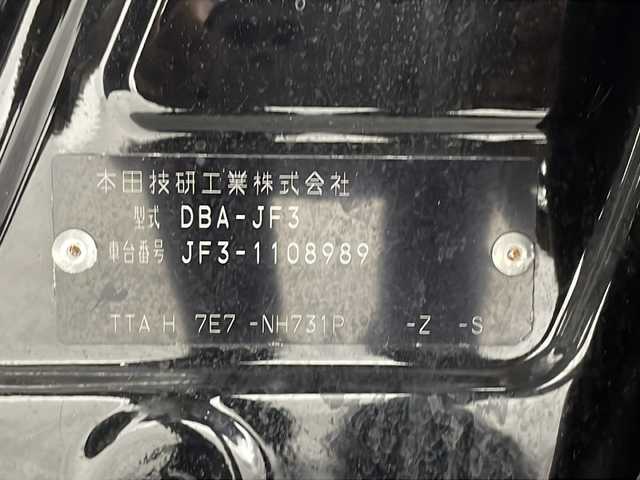 本田技研工業株式会社
型式 DBA-JF3
車台番号 JF3-1108989
TTA H 7E7 -NH731P -Z -S